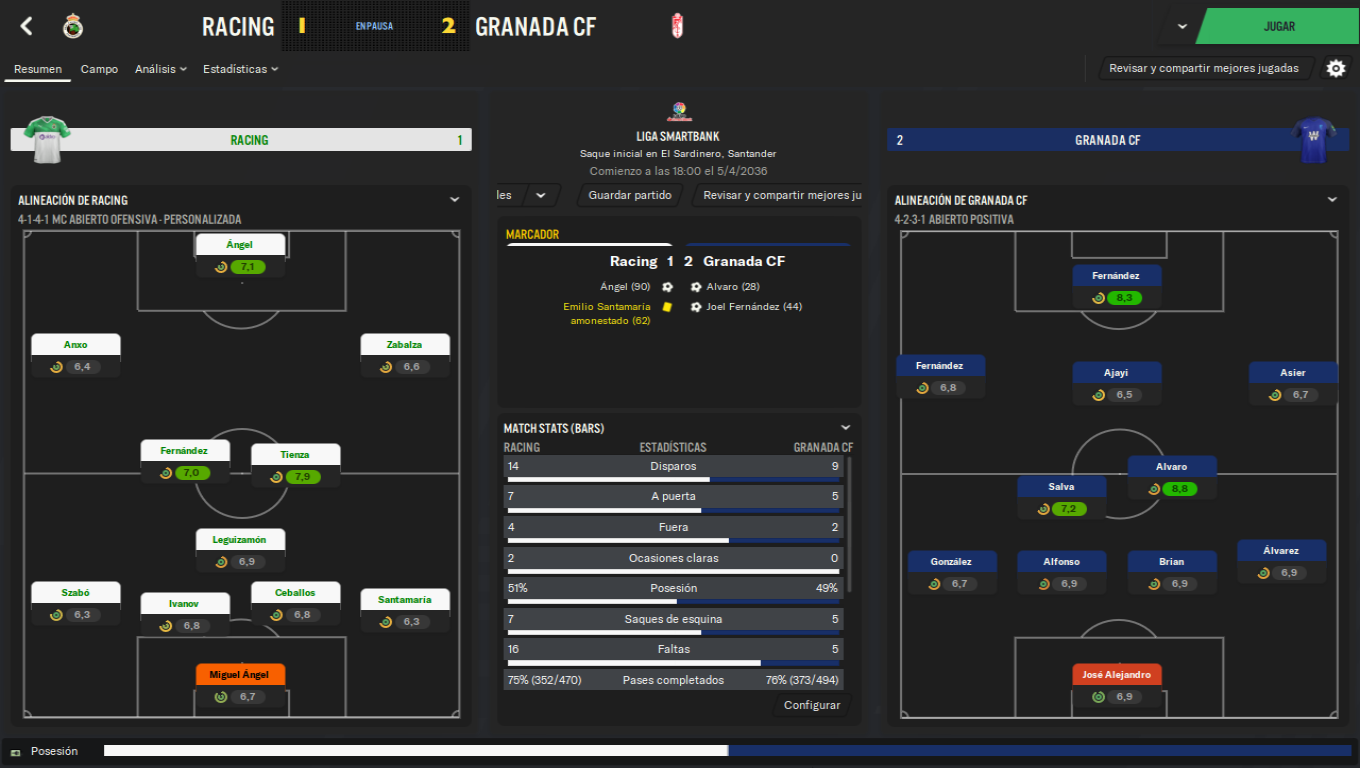 RACING 1 EN PAUSA 2 GRANADA CF
JUGAR
Resumen Campo Análisis Estadísticas
Revisar y compartir mejores jugadas
RACING 1
ALINEACIÓN DE RACING
4-1-4-1 MC ABIERTO OFENSIVA - PERSONALIZADA
Ángel
7,1
Anxo
6,4
Zabalza
6,6
Fernández
7,0
Tienza
7,9
Leguizamón
6,9
Szabó
6,3
Ivanov
6,8
Ceballos
6,8
Santamaría
6,3
Miguel Ángel
6,7
LIGA SMARTBANK
Saque inicial en El Sardinero, Santander
Comienzo a las 18:00 el 5/4/2036
les
Guardar partido
Revisar y compartir mejores ju
MARCADOR
Racing 1 2 Granada CF
Ángel (90) Alvaro (28)
Emilio Santamaría Joel Fernández (44)
amonestado (62)
MATCH STATS (BARS)
RACING ESTADÍSTICAS GRANADA CF
14 Disparos 9
7 A puerta 5
4 Fuera 2
2 Ocasiones claras 0
51% Posesión 49%
7 Saques de esquina 5
16 Faltas 5
75% (352/470) Pases completados 76% (373/494)
Configurar
2 GRANADA CF
ALINEACIÓN DE GRANADA CF
4-2-3-1 ABIERTO POSITIVA
Fernández
8,3
Fernández
6,8
Ajayi
6,5
Asier
6,7
Alvaro
8,8
Salva
7,2
González
6,7
Alfonso
6,9
Brian
6,9
Álvarez
6,9
José Alejandro
6,9
Posesión